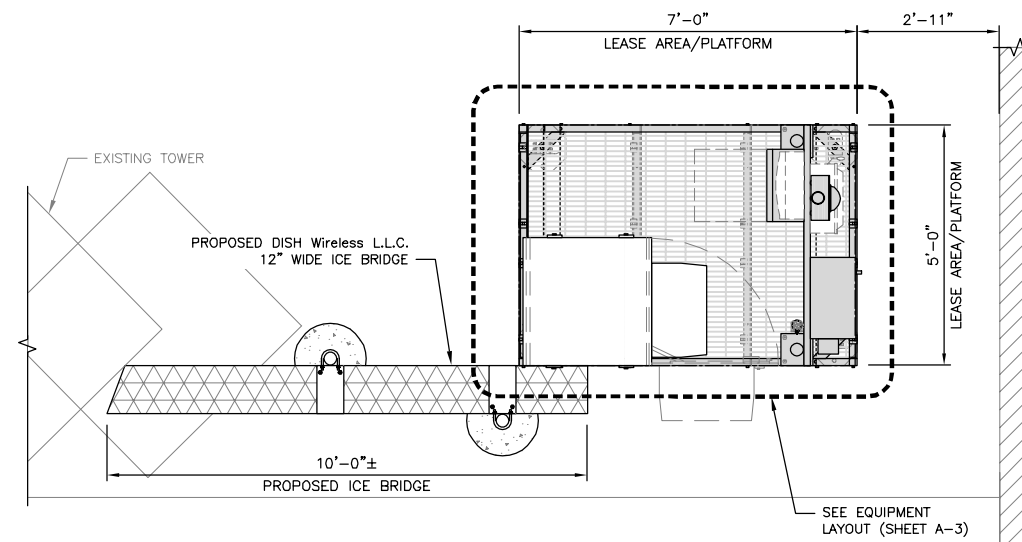 7'-0"
2'-11"
LEASE AREA/PLATFORM
EXISTING TOWER
PROPOSED DISH Wireless L.L.C.
12" WIDE ICE BRIDGE
5'-0"
LEASE AREA/PLATFORM
10'-0"±
PROPOSED ICE BRIDGE
SEE EQUIPMENT
LAYOUT (SHEET A-3)